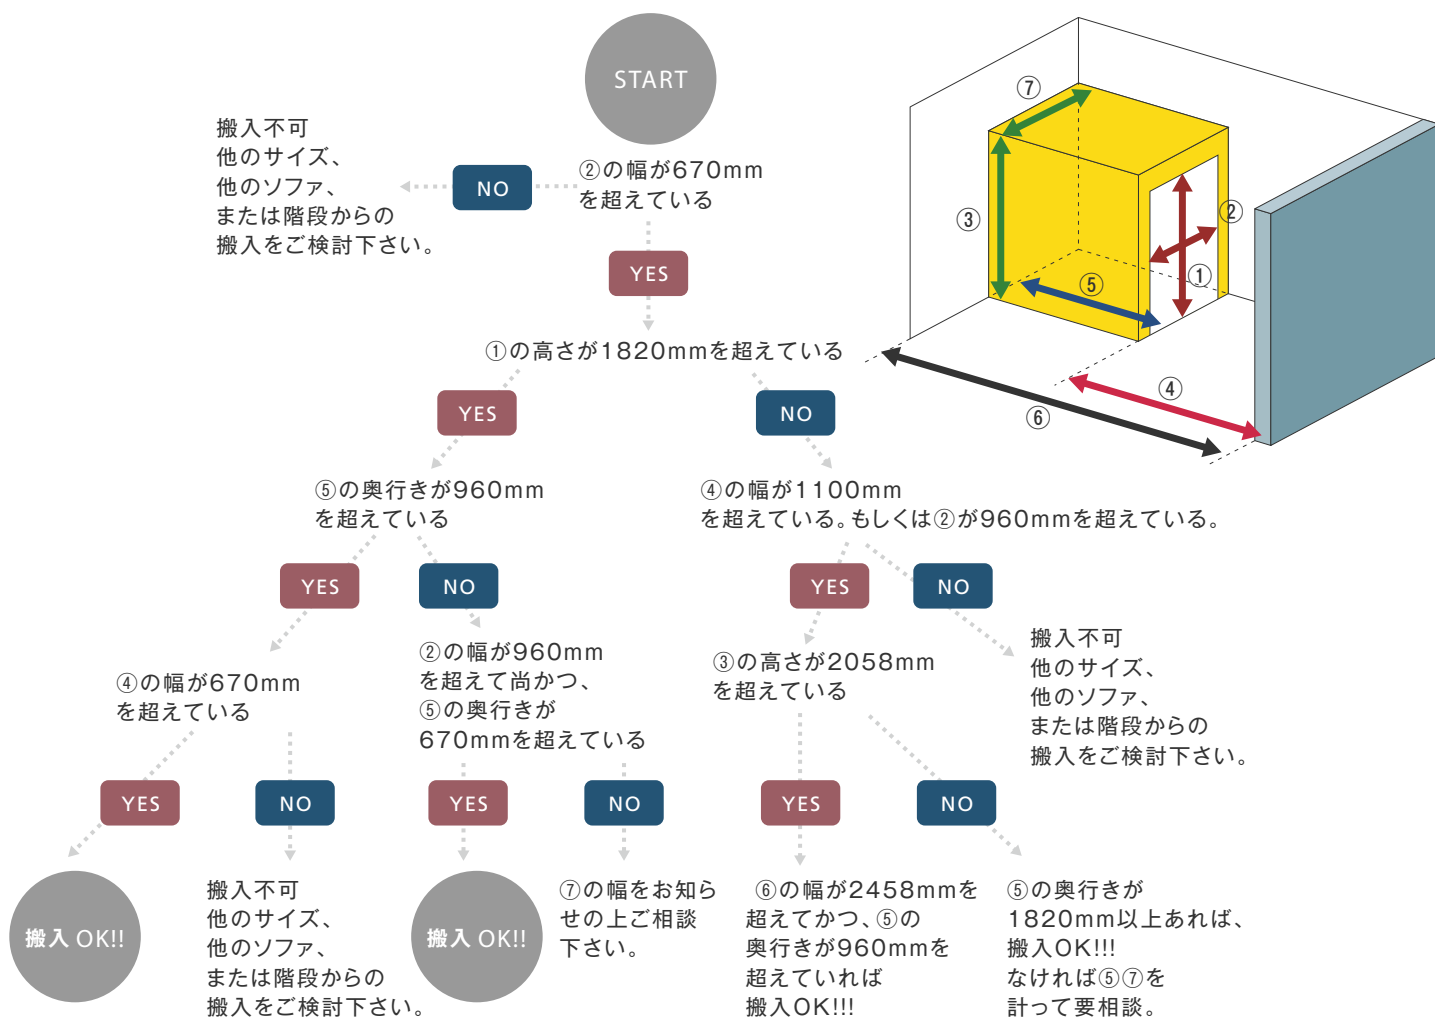 START
②の幅が670mm
を超えている
NO
搬入不可
他のサイズ、
他のソファ、
または階段からの
搬入をご検討下さい。
YES
①の高さが1820mmを超えている
YES
NO
⑤の奥行きが960mm
を超えている
④の幅が1100mm
を超えている。もしくは②が960mmを超えている。
YES
NO
YES
NO
④の幅が670mm
を超えている
②の幅が960mm
を超えて尚かつ、
⑤の奥行きが
670mmを超えている
③の高さが2058mm
を超えている
搬入不可
他のサイズ、
他のソファ、
または階段からの
搬入をご検討下さい。
YES
NO
YES
NO
YES
NO
搬入 OK!!
搬入不可
他のサイズ、
他のソファ、
または階段からの
搬入をご検討下さい。
搬入 OK!!
⑦の幅をお知ら
せの上ご相談
下さい。
⑥の幅が2458mmを
超えてかつ、⑤の
奥行きが960mmを
超えていれば
搬入OK!!!
⑤の奥行きが
1820mm以上あれば、
搬入OK!!!
なければ⑤⑦を
計って要相談。
⑦
③
②
①
⑤
④
⑥